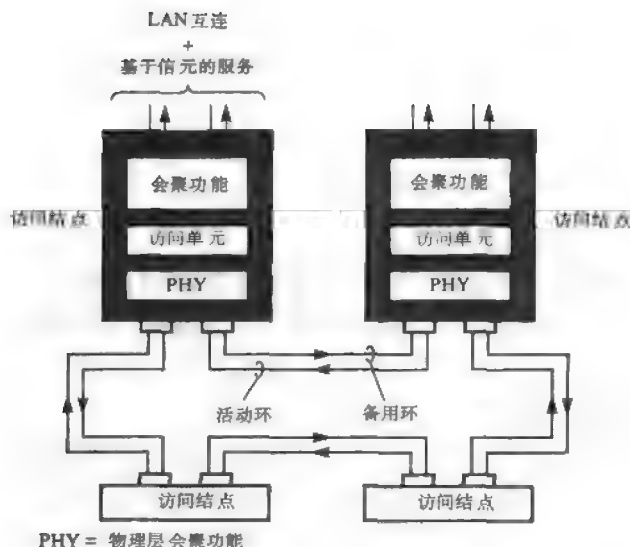 LAN 互连
+
基于信元的服务
会聚功能
会聚功能
访问结点
访问单元
访问单元
访问结点
PHY
PHY
活动环
备用环
访问结点
访问结点
PHY = 物理层会聚功能